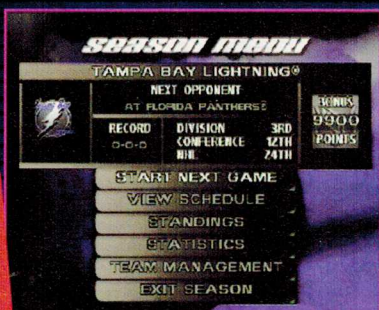 SEASON MENU
TAMPA BAY LIGHTNING®
NEXT OPPONENT
AT FLORIDA PANTHERS®
BONUS
9900
POINTS
RECORD
0-0-0
DIVISION 3RD
CONFERENCE 12TH
NHL 24TH
START NEXT GAME
VIEW SCHEDULE
STANDINGS
STATISTICS
TEAM MANAGEMENT
EXIT SEASON